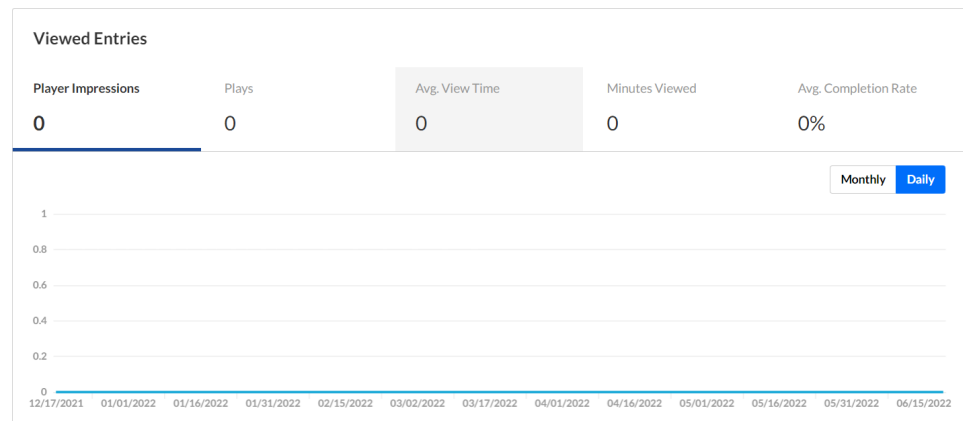 Viewed Entries
Player Impressions Plays Avg. View Time Minutes Viewed Avg. Completion Rate
0 0 0 0 0%
Monthly Daily
1
0.8
0.6
0.4
0.2
0
12/17/2021 01/01/2022 01/16/2022 01/31/2022 02/15/2022 03/02/2022 03/17/2022 04/01/2022 04/16/2022 05/01/2022 05/16/2022 05/31/2022 06/15/2022